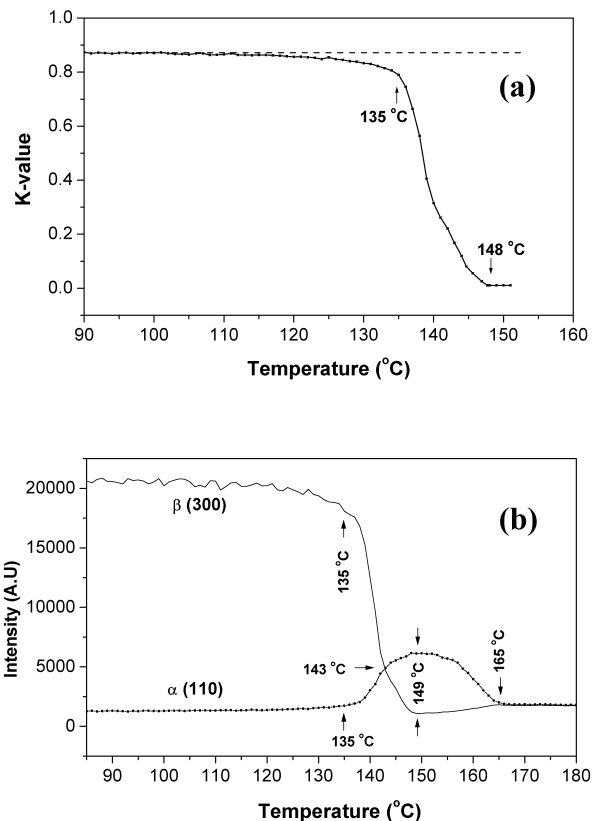 1.0
0.8
0.6
0.4
0.2
0.0
K-value
(a)
135 °C
148 °C
90 100 110 120 130 140 150 160
Temperature (°C)
20000
15000
10000
5000
0
Intensity (A.U)
β (300)
(b)
135 °C
143 °C
149 °C
165 °C
α (110)
135 °C
90 100 110 120 130 140 150 160 170 180
Temperature (°C)